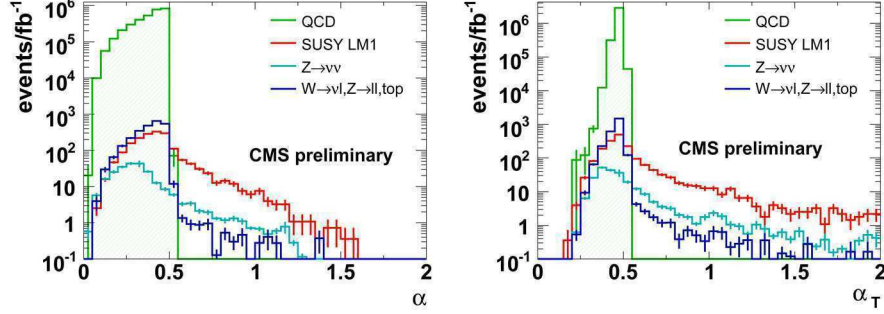 events/fb⁻¹
10⁶
10⁵
10⁴
10³
10²
10
1
10⁻¹
QCD
SUSY LM1
Z→νν
W→νl,Z→ll,top
CMS preliminary
0 0.5 1 1.5 2
α
events/fb⁻¹
10⁶
10⁵
10⁴
10³
10²
10
1
10⁻¹
QCD
SUSY LM1
Z→νν
W→νl,Z→ll,top
CMS preliminary
0 0.5 1 1.5 2
α_T